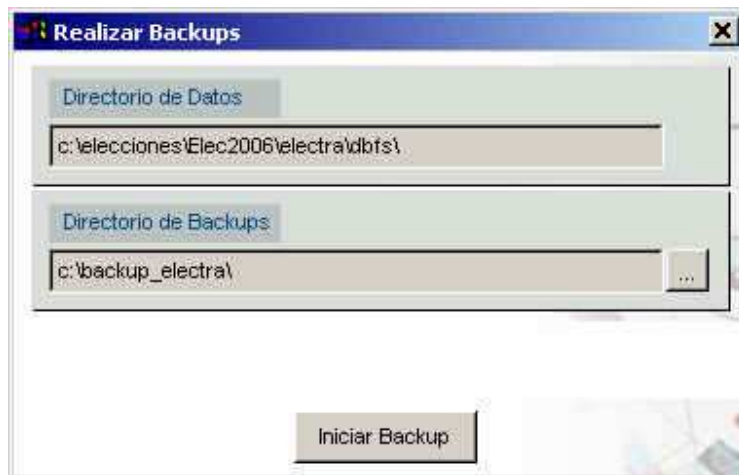 Realizar Backups
Directorio de Datos
c:\elecciones\Elec2006\electra\dbfs\
Directorio de Backups
c:\backup_electra\
...
Iniciar Backup